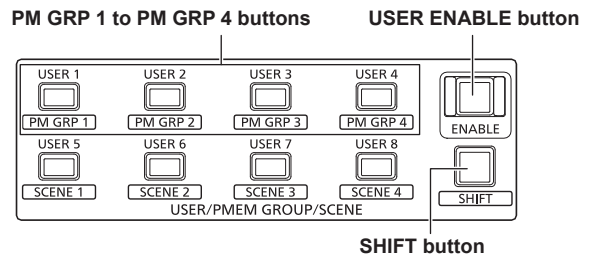 PM GRP 1 to PM GRP 4 buttons
USER ENABLE button
USER 1 USER 2 USER 3 USER 4
PM GRP 1 PM GRP 2 PM GRP 3 PM GRP 4
ENABLE
USER 5 USER 6 USER 7 USER 8
SCENE 1 SCENE 2 SCENE 3 SCENE 4
SHIFT
USER/PMEM GROUP/SCENE
SHIFT button